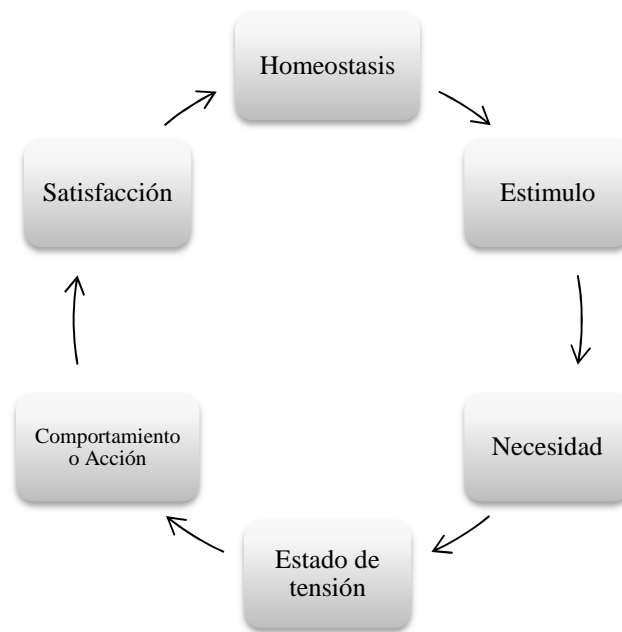 Homeostasis
Estimulo
Necesidad
Estado de
tensión
Comportamiento
o Acción
Satisfacción